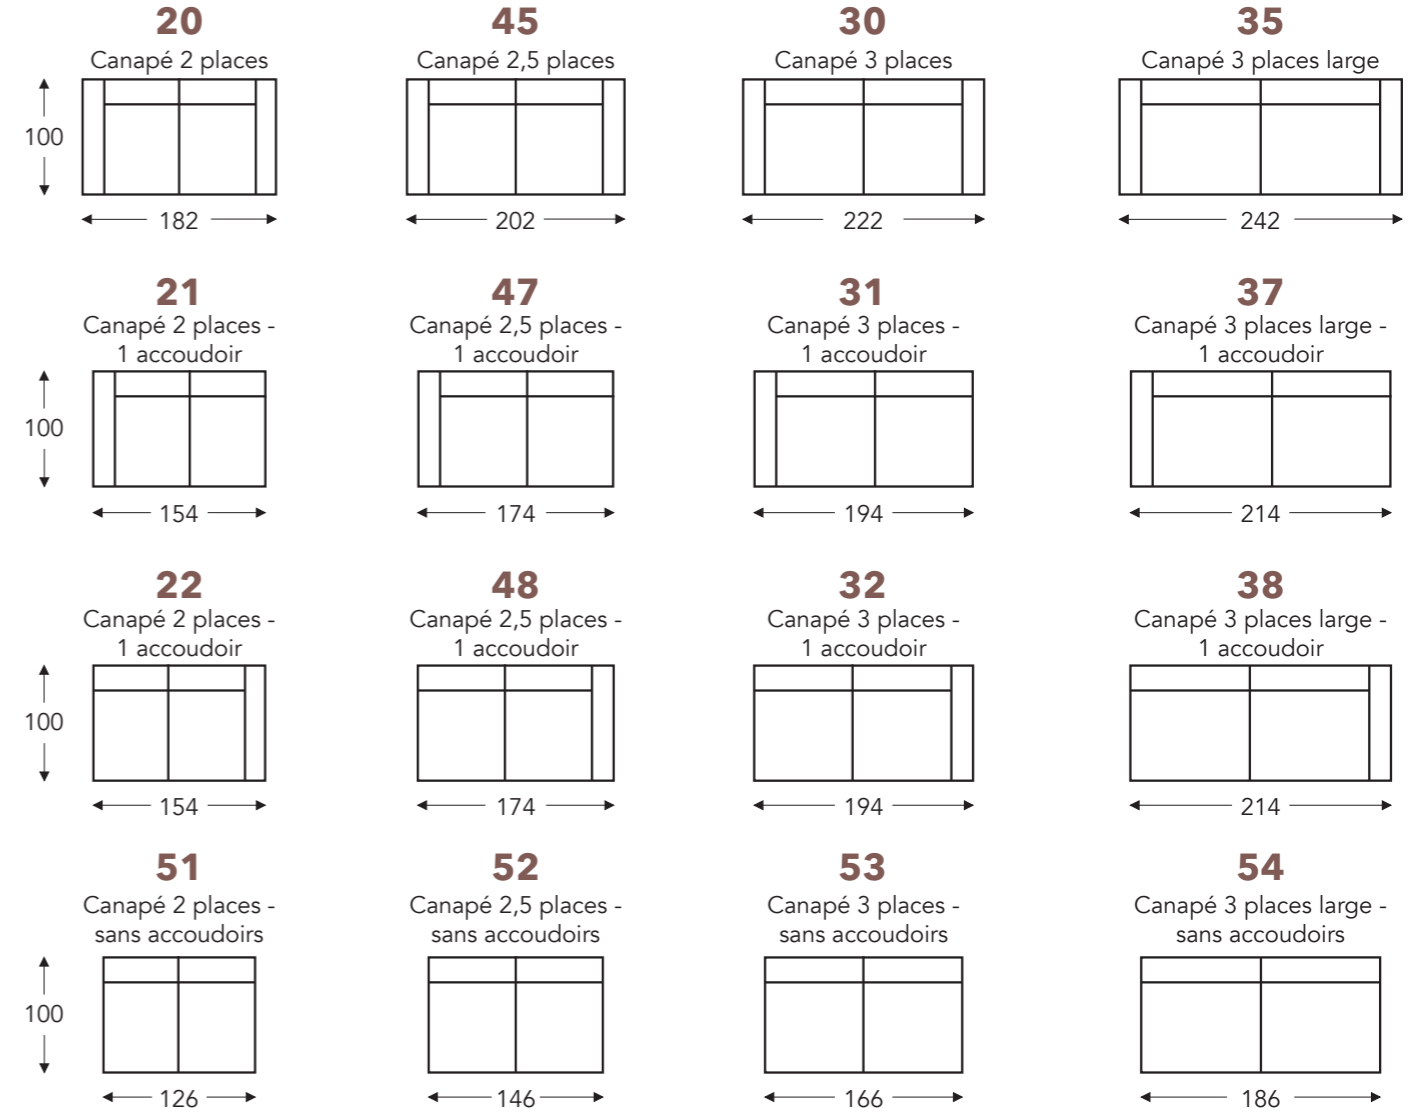 20 45 30 35
Canapé 2 places Canapé 2,5 places Canapé 3 places Canapé 3 places large
100
182 202 222 242
21 47 31 37
Canapé 2 places - Canapé 2,5 places - Canapé 3 places - Canapé 3 places large -
1 accoudoir 1 accoudoir 1 accoudoir 1 accoudoir
100
154 174 194 214
22 48 32 38
Canapé 2 places - Canapé 2,5 places - Canapé 3 places - Canapé 3 places large -
1 accoudoir 1 accoudoir 1 accoudoir 1 accoudoir
100
154 174 194 214
51 52 53 54
Canapé 2 places - Canapé 2,5 places - Canapé 3 places - Canapé 3 places large -
sans accoudoirs sans accoudoirs sans accoudoirs sans accoudoirs
100
126 146 166 186